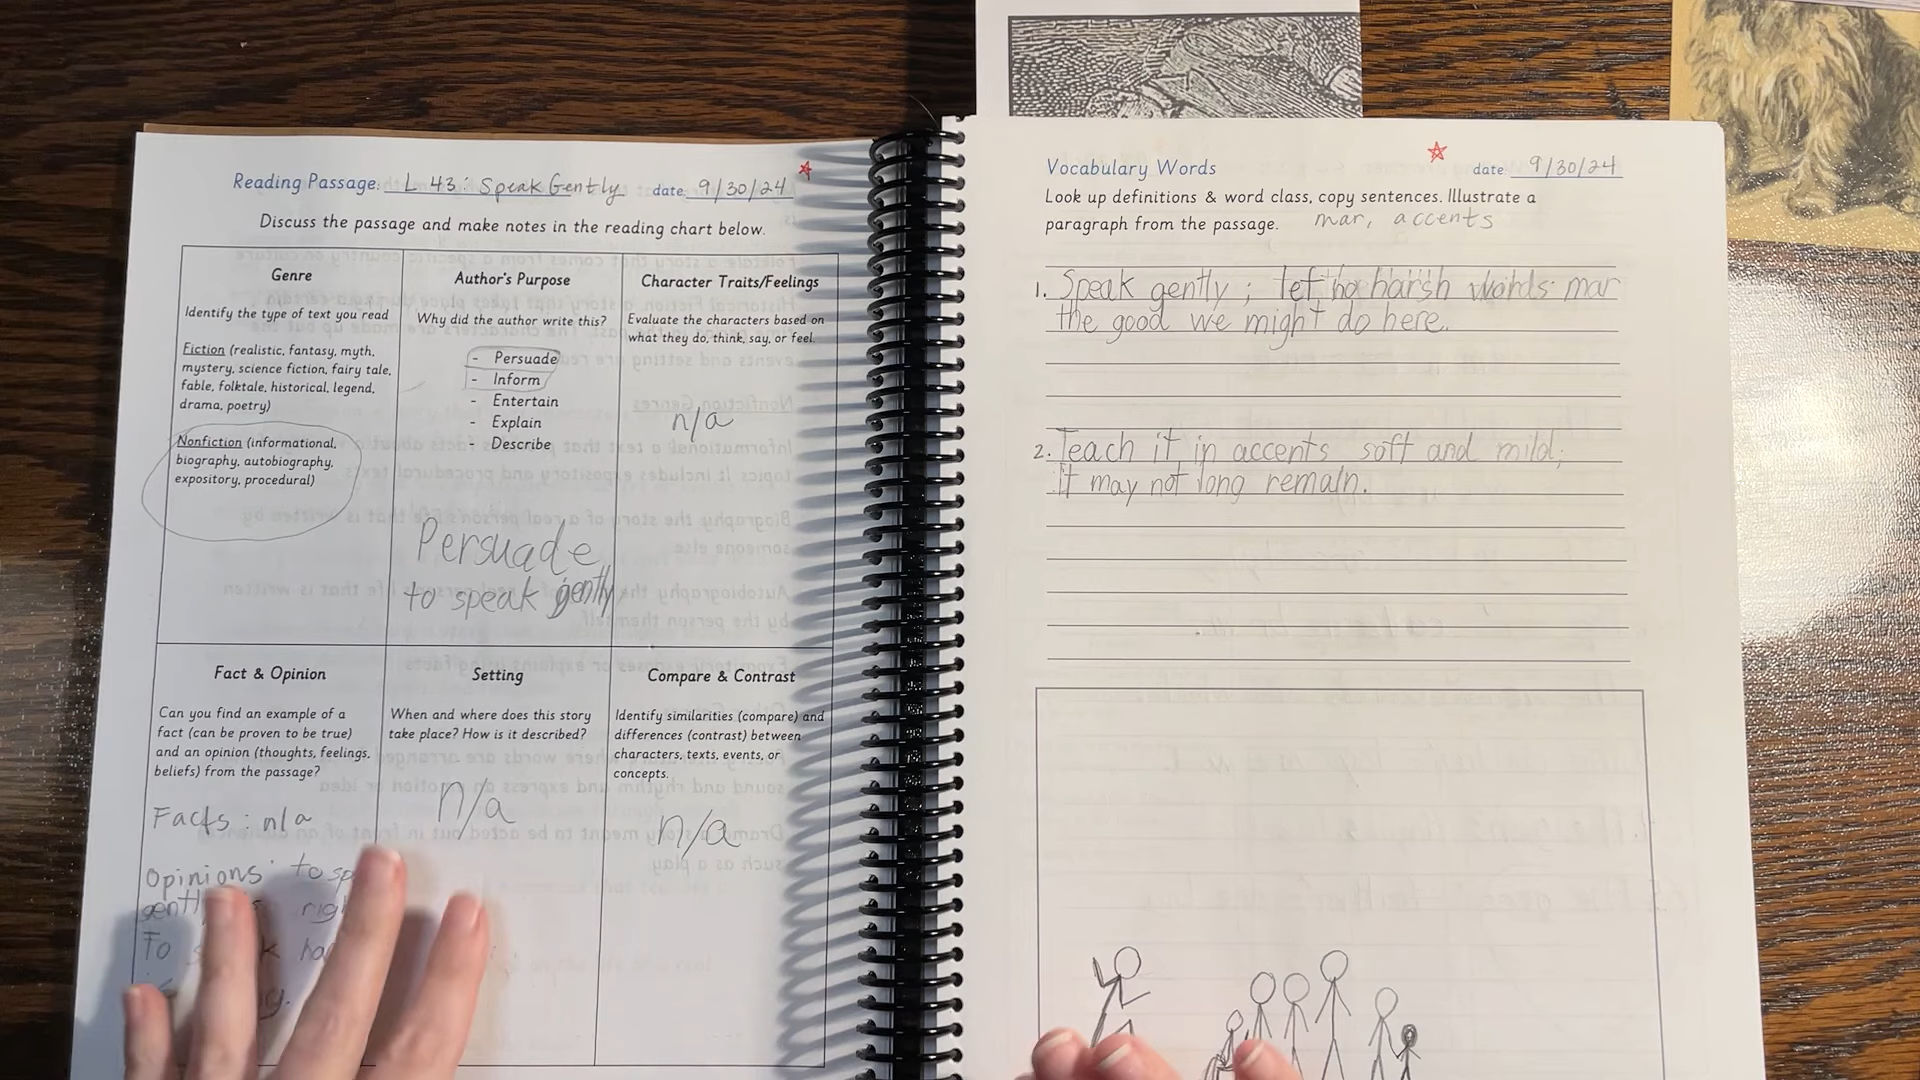 Reading Passage: L 43: Speak Gently date 9/30/24
Discuss the passage and make notes in the reading chart below.
Genre
Identify the type of text you read
Fiction (realistic, fantasy, myth,
mystery, science fiction, fairy tale,
fable, folktale, historical, legend,
drama, poetry)
Nonfiction (informational,
biography, autobiography,
expository, procedural)
Author's Purpose
Why did the author write this?
- Persuade
- Inform
- Entertain
- Explain
- Describe
Persuade
to speak gently
Character Traits/Feelings
Evaluate the characters based on
what they do, think, say, or feel.
n/a
Fact & Opinion
Can you find an example of a
fact (can be proven to be true)
and an opinion (thoughts, feelings,
beliefs) from the passage?
Facts: n/a
Opinions: to
To
Setting
When and where does this story
take place? How is it described?
n/a
Compare & Contrast
Identify similarities (compare) and
differences (contrast) between
characters, texts, events, or
concepts.
n/a
Vocabulary Words date 9/30/24
Look up definitions & word class, copy sentences. Illustrate a
paragraph from the passage. mar, accents
1. Speak gently; let no harsh words mar
the good we might do here.
2. Teach it in accents soft and mild;
it may not long remain.